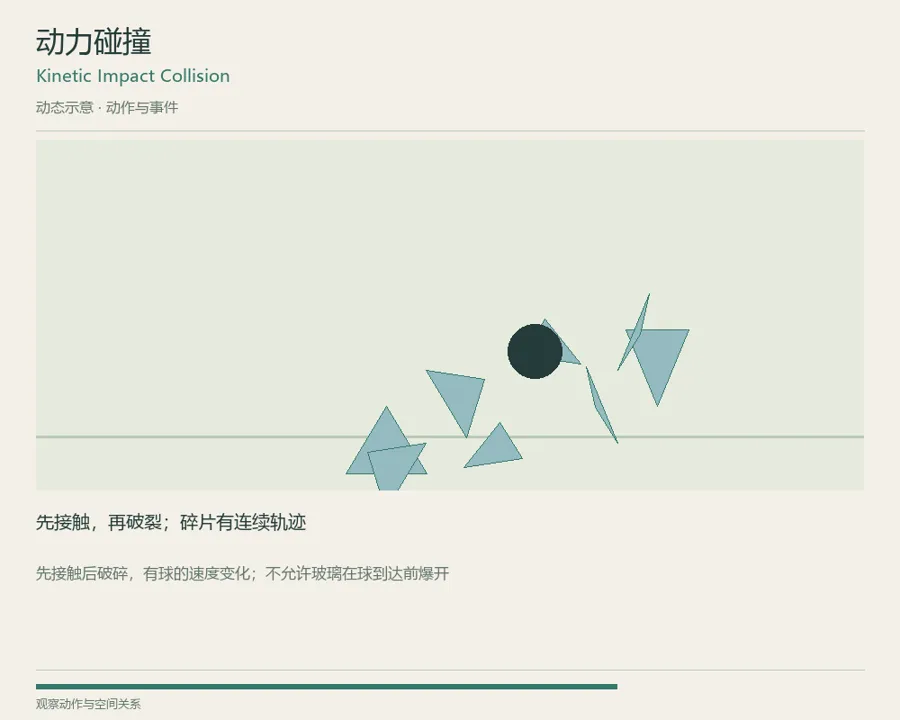 动力碰撞
Kinetic Impact Collision
动态示意 · 动作与事件
先接触，再破裂；碎片有连续轨迹
先接触后破碎，有球的速度变化；不允许玻璃在球到达前爆开
观察动作与空间关系